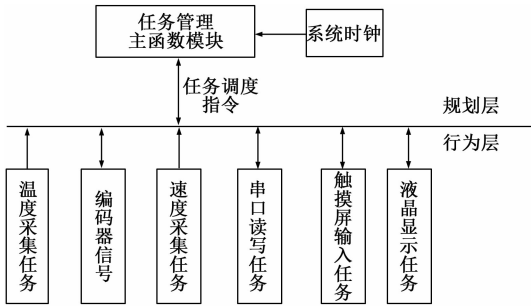 任务管理
主函数模块
系统时钟
任务调度
指令
规划层
行为层
温度采集任务
编码器信号
速度采集任务
串口读写任务
触摸屏输入任务
液晶显示任务